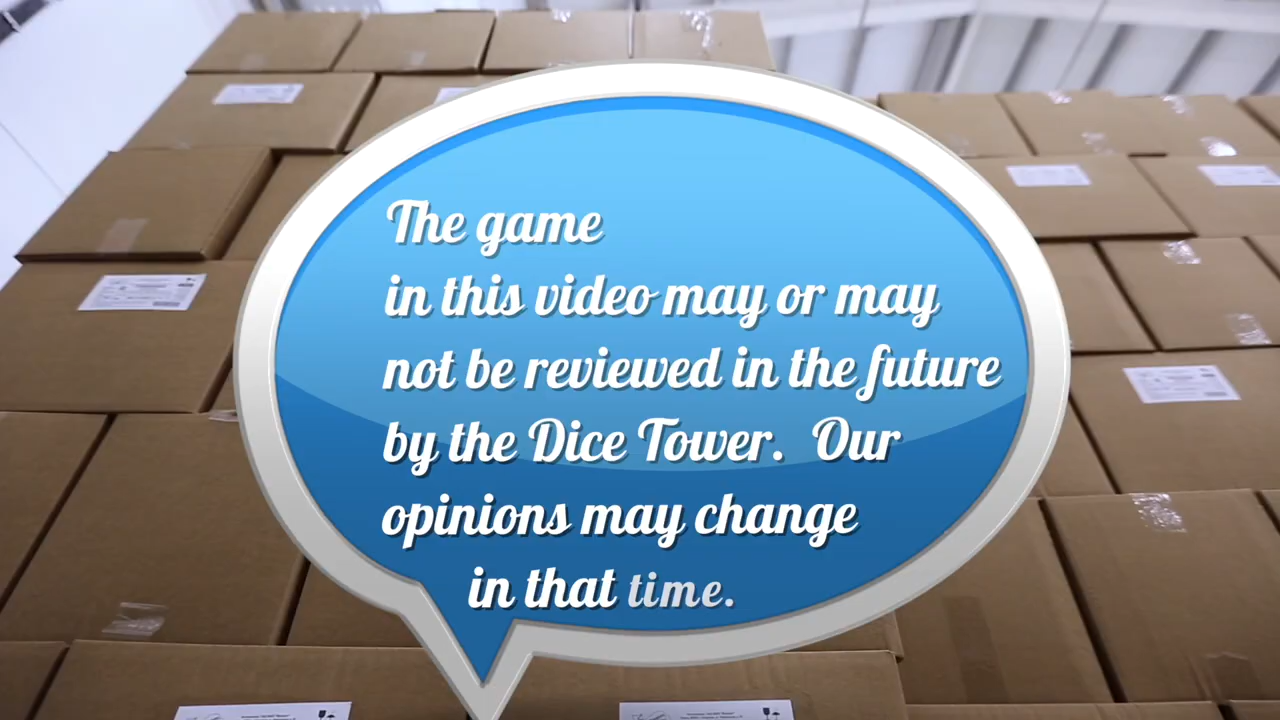 The game
in this video may or may
not be reviewed in the future
by the Dice Tower. Our
opinions may change
in that time.